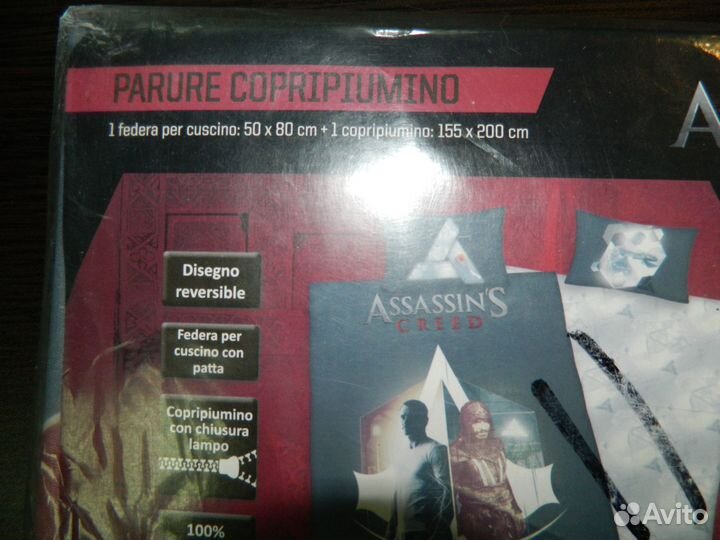 PARURE COPRIPIUMINO
1 federa per cuscino: 50 x 80 cm + 1 copripiumino: 155 x 200 cm
A
Disegno
reversible
ASSASSIN'S
CREED
Federa per
cuscino con
patta
Copripiumino
con chiusura
lampo
100%
Avito